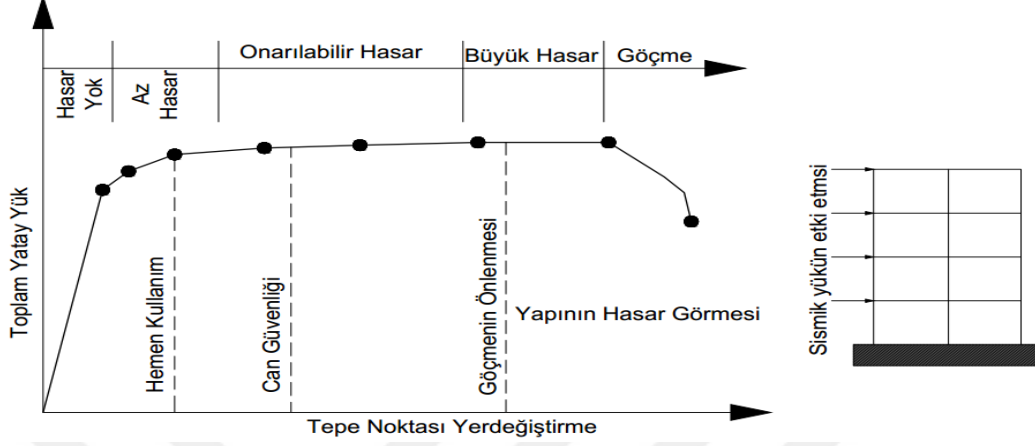 Onarılabilir Hasar
Büyük Hasar
Göçme
Hasar
Yok
Az
Hasar
Toplam Yatay Yük
Hemen Kullanım
Can Güvenliği
Göçmenin Önlenmesi
Yapının Hasar Görmesi
Tepe Noktası Yerdeğiştirme
Sismik yükün etki etmsi